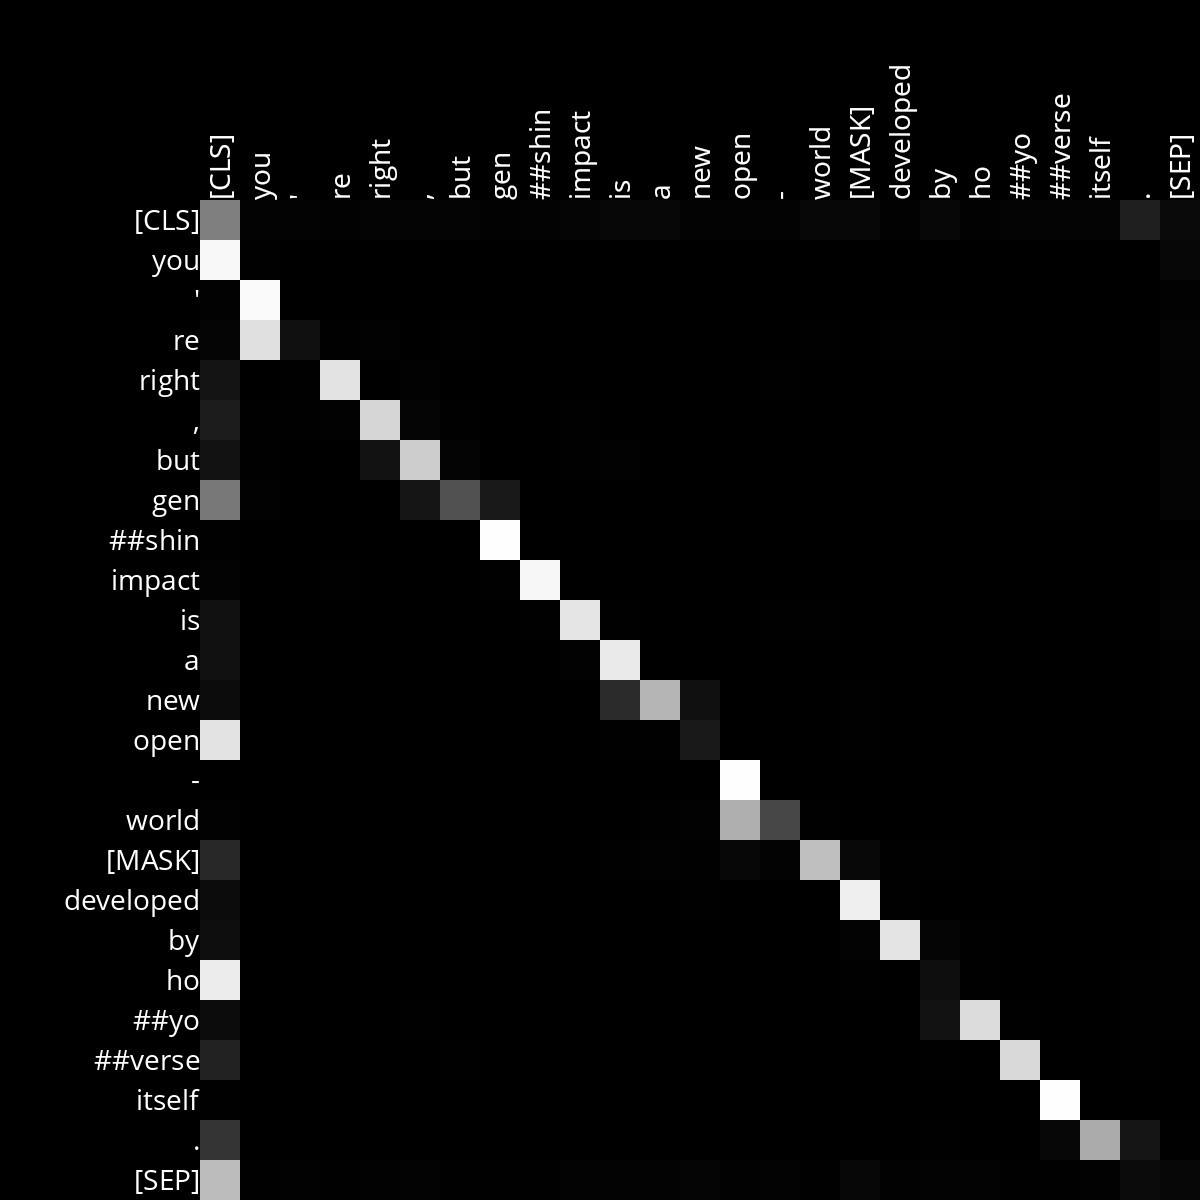 [CLS] you ' re right , but gen ##shin impact is a new open - world [MASK] developed by ho ##yo ##verse itself . [SEP]
[CLS]
you
'
re
right
,
but
gen
##shin
impact
is
a
new
open
-
world
[MASK]
developed
by
ho
##yo
##verse
itself
.
[SEP]